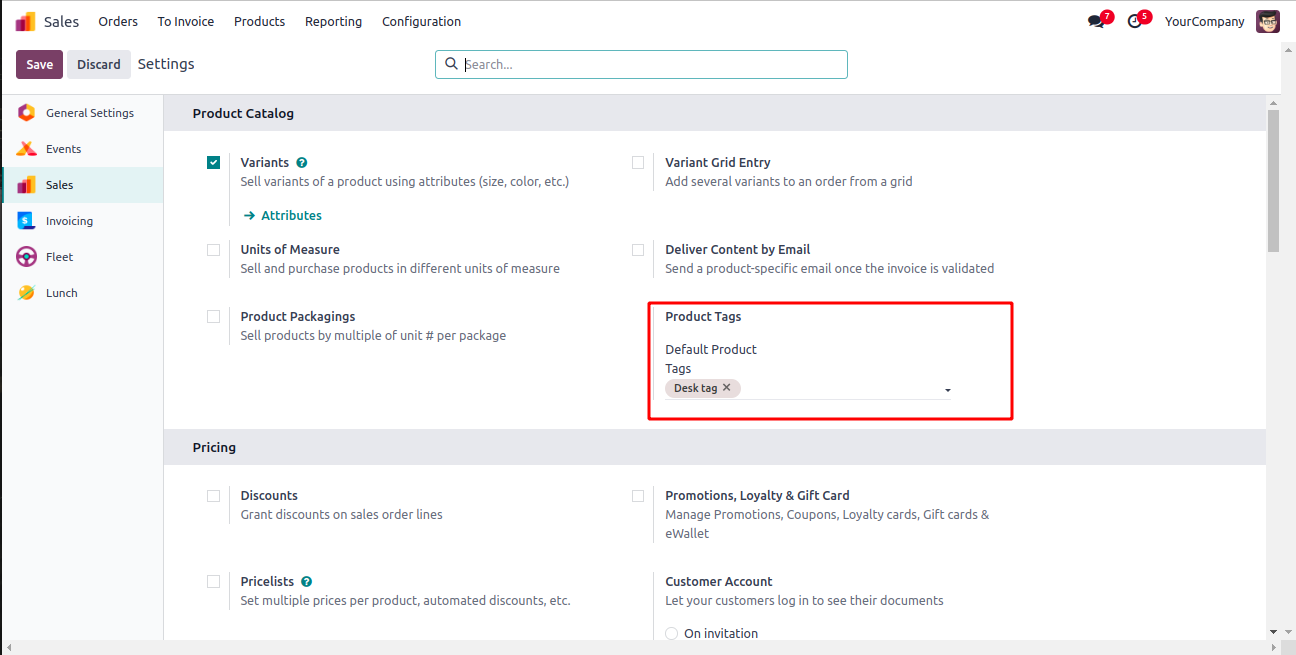 Sales Orders To Invoice Products Reporting Configuration 7 5 YourCompany
Save Discard Settings Search...
General Settings
Events
Sales
Invoicing
Fleet
Lunch
Product Catalog
Variants ?
Sell variants of a product using attributes (size, color, etc.)
Attributes
Variant Grid Entry
Add several variants to an order from a grid
Units of Measure
Sell and purchase products in different units of measure
Deliver Content by Email
Send a product-specific email once the invoice is validated
Product Packagings
Sell products by multiple of unit # per package
Product Tags
Default Product
Tags
Desk tag ✕
Pricing
Discounts
Grant discounts on sales order lines
Promotions, Loyalty & Gift Card
Manage Promotions, Coupons, Loyalty cards, Gift cards &
eWallet
Pricelists ?
Set multiple prices per product, automated discounts, etc.
Customer Account
Let your customers log in to see their documents
On invitation